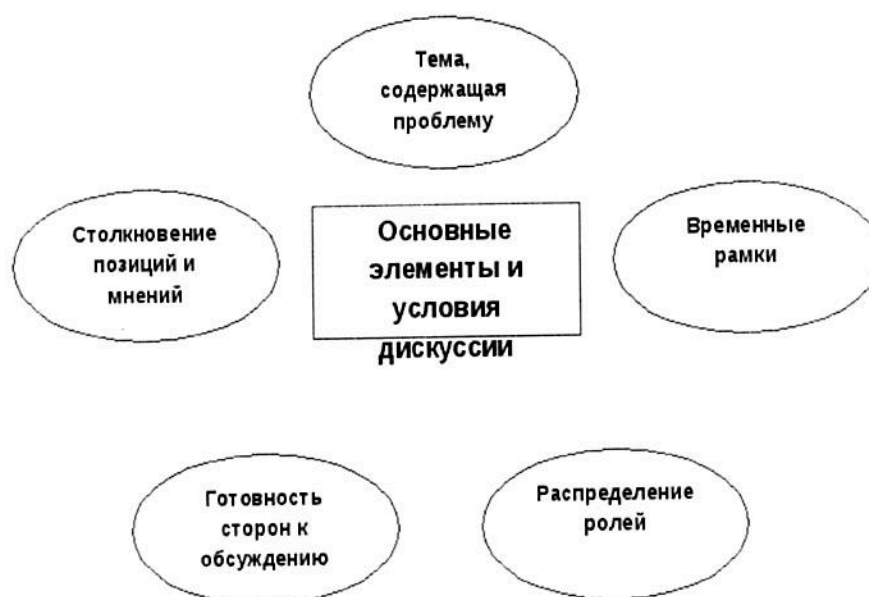 Тема,
содержащая
проблему
Столкновение
позиций и
мнений
Основные
элементы и
условия
дискуссии
Временные
рамки
Готовность
сторон к
обсуждению
Распределение
ролей